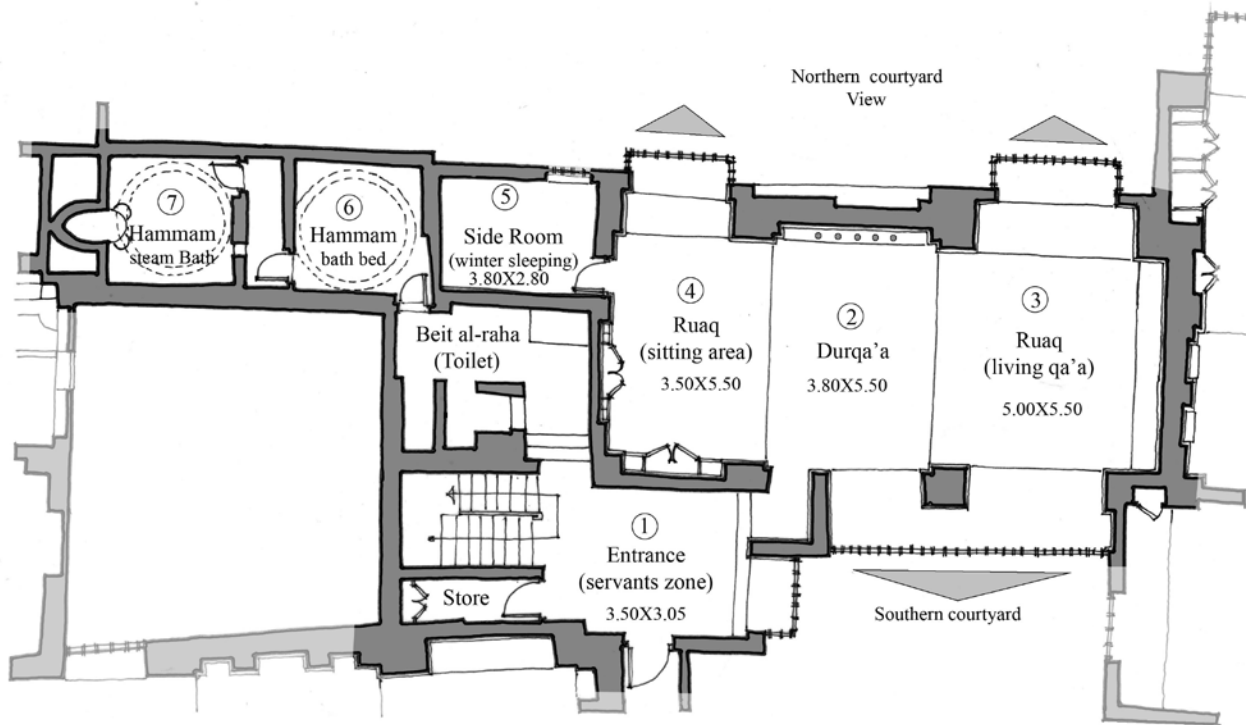 Northern courtyard
View
7
Hammam
steam Bath
6
Hammam
bath bed
5
Side Room
(winter sleeping)
3.80X2.80
4
Ruaq
(sitting area)
3.50X5.50
2
Durqa’a
3.80X5.50
3
Ruaq
(living qa’a)
5.00X5.50
Beit al-raha
(Toilet)
1
Entrance
(servants zone)
3.50X3.05
Store
Southern courtyard